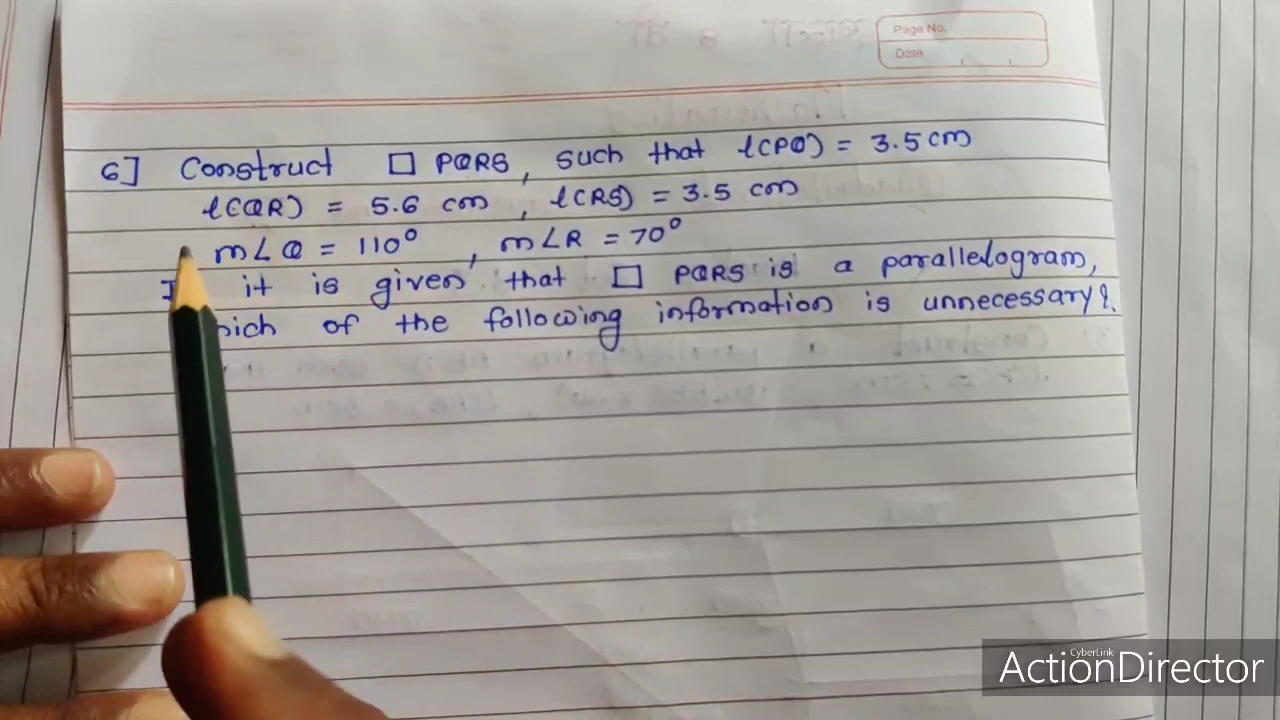 Page No.
Date
6] Construct □ PQRS, such that l(PQ) = 3.5 cm
l(QR) = 5.6 cm, l(RS) = 3.5 cm
m∠Q = 110°, m∠R = 70°
it is given that □ PQRS is a parallelogram,
of the following information is unnecessary?
CyberLink
ActionDirector